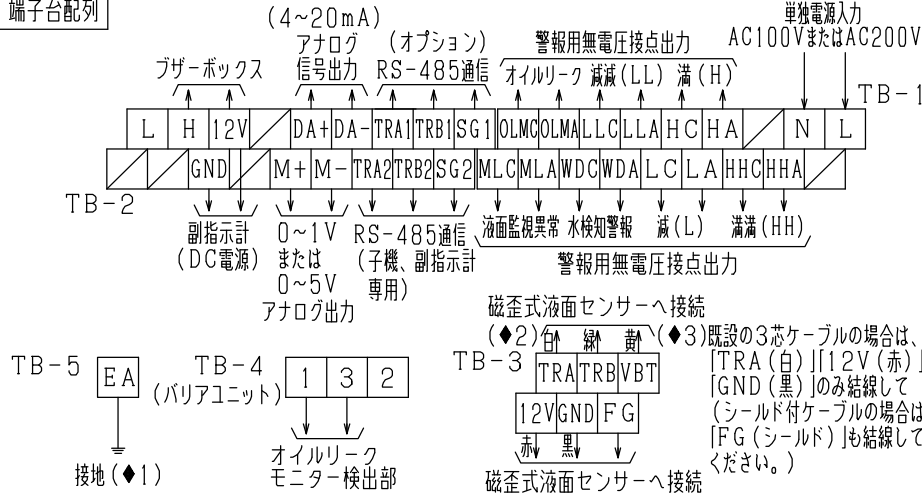 端子台配列
(4~20mA)
アナログ
信号出力
(オプション)
RS-485通信
ブザーボックス
警報用無電圧接点出力
オイルリーク 減減(LL) 満(H)
単独電源入力
AC100VまたはAC200V
TB-1
L H 12V DA+ DA- TRA1 TRB1 SG1 OLMC OLMA LLC LLA HC HA N L
GND M+ M- TRA2 TRB2 SG2 MLC MLA WDC WDA LC LA HHC HHA
TB-2
副指示計
(DC電源)
0~1V
または
0~5V
アナログ出力
RS-485通信
(子機、副指示計
専用)
液面監視異常 水検知警報 減(L) 満満(HH)
警報用無電圧接点出力
TB-5
EA
接地(◆1)
TB-4
(バリアユニット)
1 3 2
オイルリーク
モニター検出部
磁歪式液面センサーへ接続
(◆2) 白 緑 黄 (◆3)
TB-3
TRA TRB VBT
12V GND FG
赤 黒
磁歪式液面センサーへ接続
既設の3芯ケーブルの場合は、
「TRA(白)」「12V(赤)」
「GND(黒)」のみ結線して
(シールド付ケーブルの場合は
「FG(シールド)」も結線して
ください。)